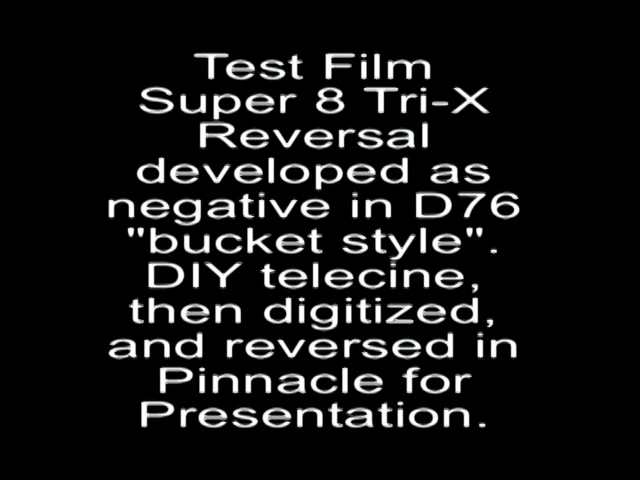 Test Film
Super 8 Tri-X
Reversal
developed as
negative in D76
"bucket style".
DIY telecine,
then digitized,
and reversed in
Pinnacle for
Presentation.